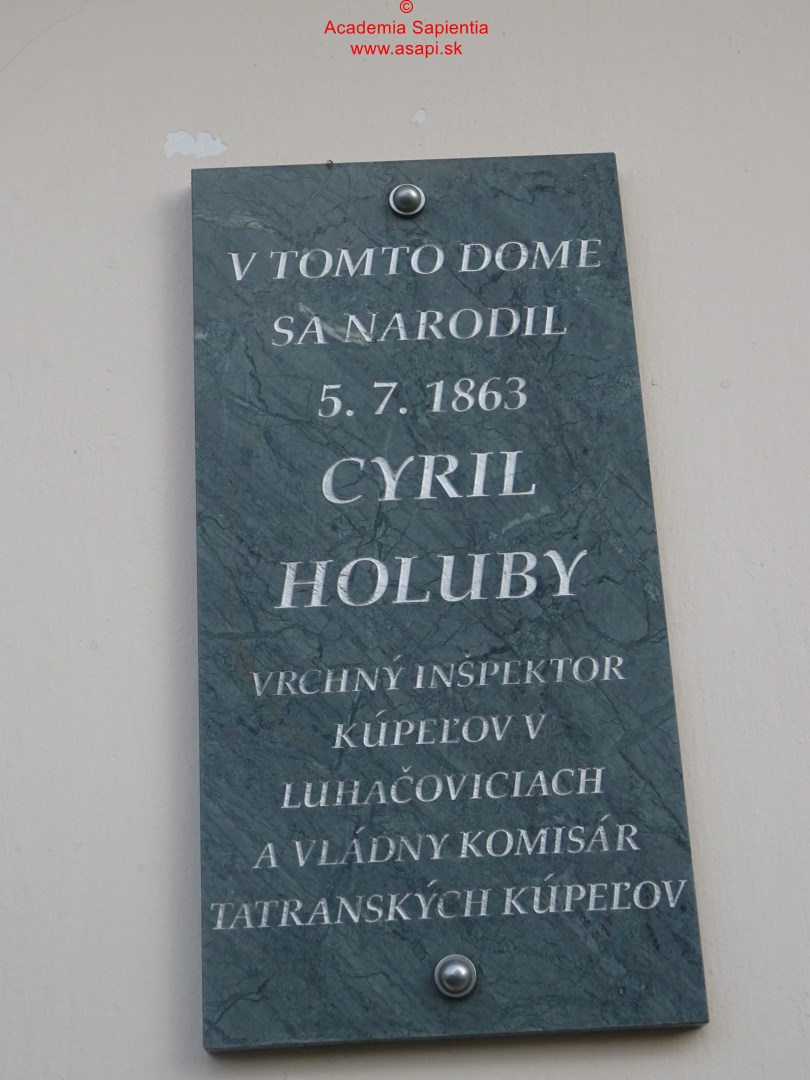 ©
Academia Sapientia
www.asapi.sk
V TOMTO DOME
SA NARODIL
5. 7. 1863
CYRIL
HOLUBY
VRCHNÝ INŠPEKTOR
KÚPEĽOV V
LUHAČOVICIACH
A VLÁDNY KOMISÁR
TATRANSKÝCH KÚPEĽOV